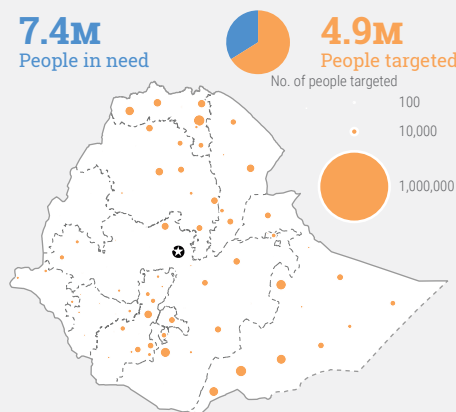 7.4M
People in need
4.9M
People targeted
No. of people targeted
100
10,000
1,000,000